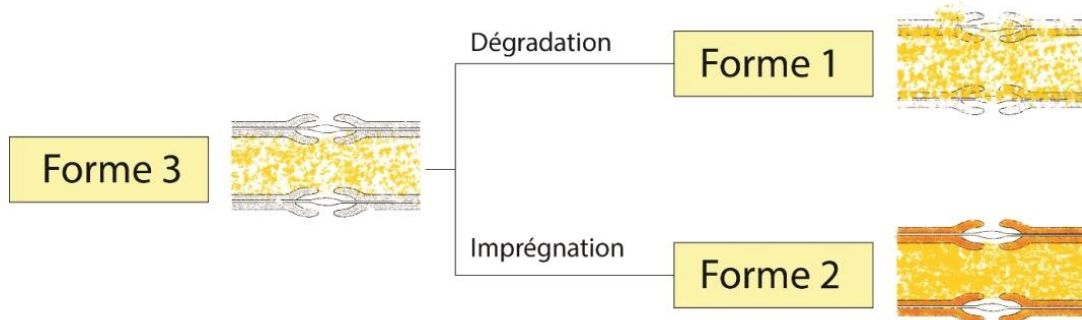 Dégradation
Forme 1
Forme 3
Imprégnation
Forme 2